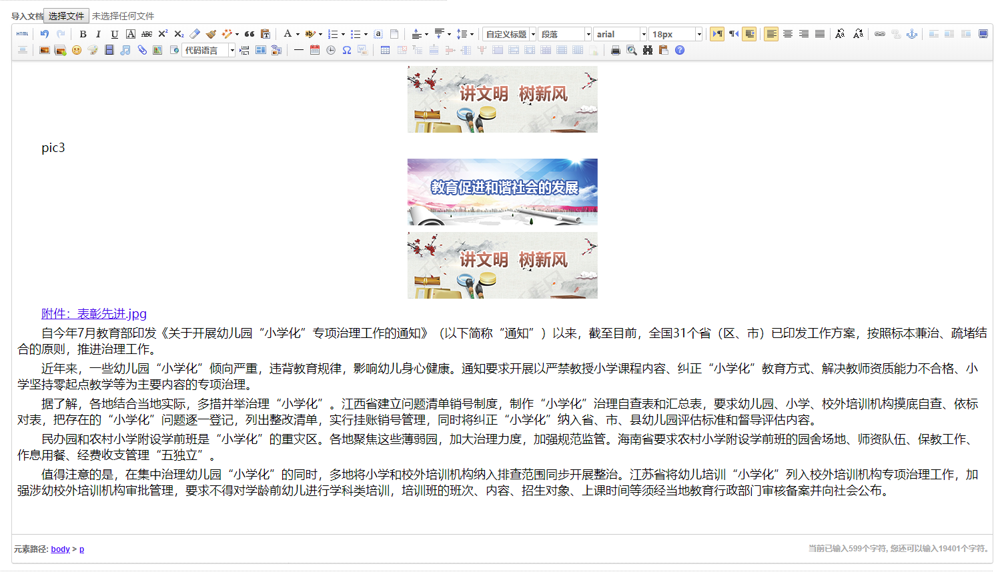 导入文档 选择文件 未选择任何文件
HTML B I U A ABC X² X₂ A ab 自定义标题 段落 arial 18px
代码语言
讲文明 树新风
pic3
教育促进和谐社会的发展
讲文明 树新风
附件：表彰先进.jpg
自今年7月教育部印发《关于开展幼儿园“小学化”专项治理工作的通知》（以下简称“通知”）以来，截至目前，全国31个省（区、市）已印发工作方案，按照标本兼治、疏堵结
合的原则，推进治理工作。
近年来，一些幼儿园“小学化”倾向严重，违背教育规律，影响幼儿身心健康。通知要求开展以严禁教授小学课程内容、纠正“小学化”教育方式、解决教师资质能力不合格、小
学坚持零起点教学等为主要内容的专项治理。
据了解，各地结合当地实际，多措并举治理“小学化”。江西省建立问题清单销号制度，制作“小学化”治理自查表和汇总表，要求幼儿园、小学、校外培训机构摸底自查、依标
对表，把存在的“小学化”问题逐一登记，列出整改清单，实行挂账销号管理，同时将纠正“小学化”纳入省、市、县幼儿园评估标准和督导评估内容。
民办园和农村小学附设学前班是“小学化”的重灾区。各地聚焦这些薄弱园，加大治理力度，加强规范监管。海南省要求农村小学附设学前班的园舍场地、师资队伍、保教工作、
作息用餐、经费收支管理“五独立”。
值得注意的是，在集中治理幼儿园“小学化”的同时，多地将小学和校外培训机构纳入排查范围同步开展整治。江苏省将幼儿培训“小学化”列入校外培训机构专项治理工作，加
强涉幼校外培训机构审批管理，要求不得对学龄前幼儿进行学科类培训，培训班的班次、内容、招生对象、上课时间等须经当地教育行政部门审核备案并向社会公布。
元素路径: body > p 当前已输入599个字符, 您还可以输入19401个字符。